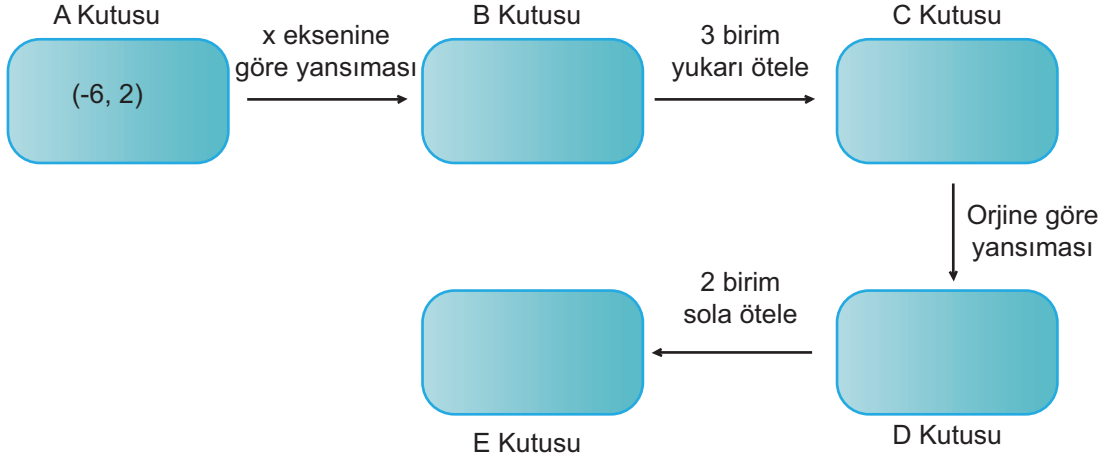 A Kutusu
(-6, 2)
x eksenine
göre yansıması
B Kutusu
3 birim
yukarı ötele
C Kutusu
Orjine göre
yansıması
D Kutusu
2 birim
sola ötele
E Kutusu